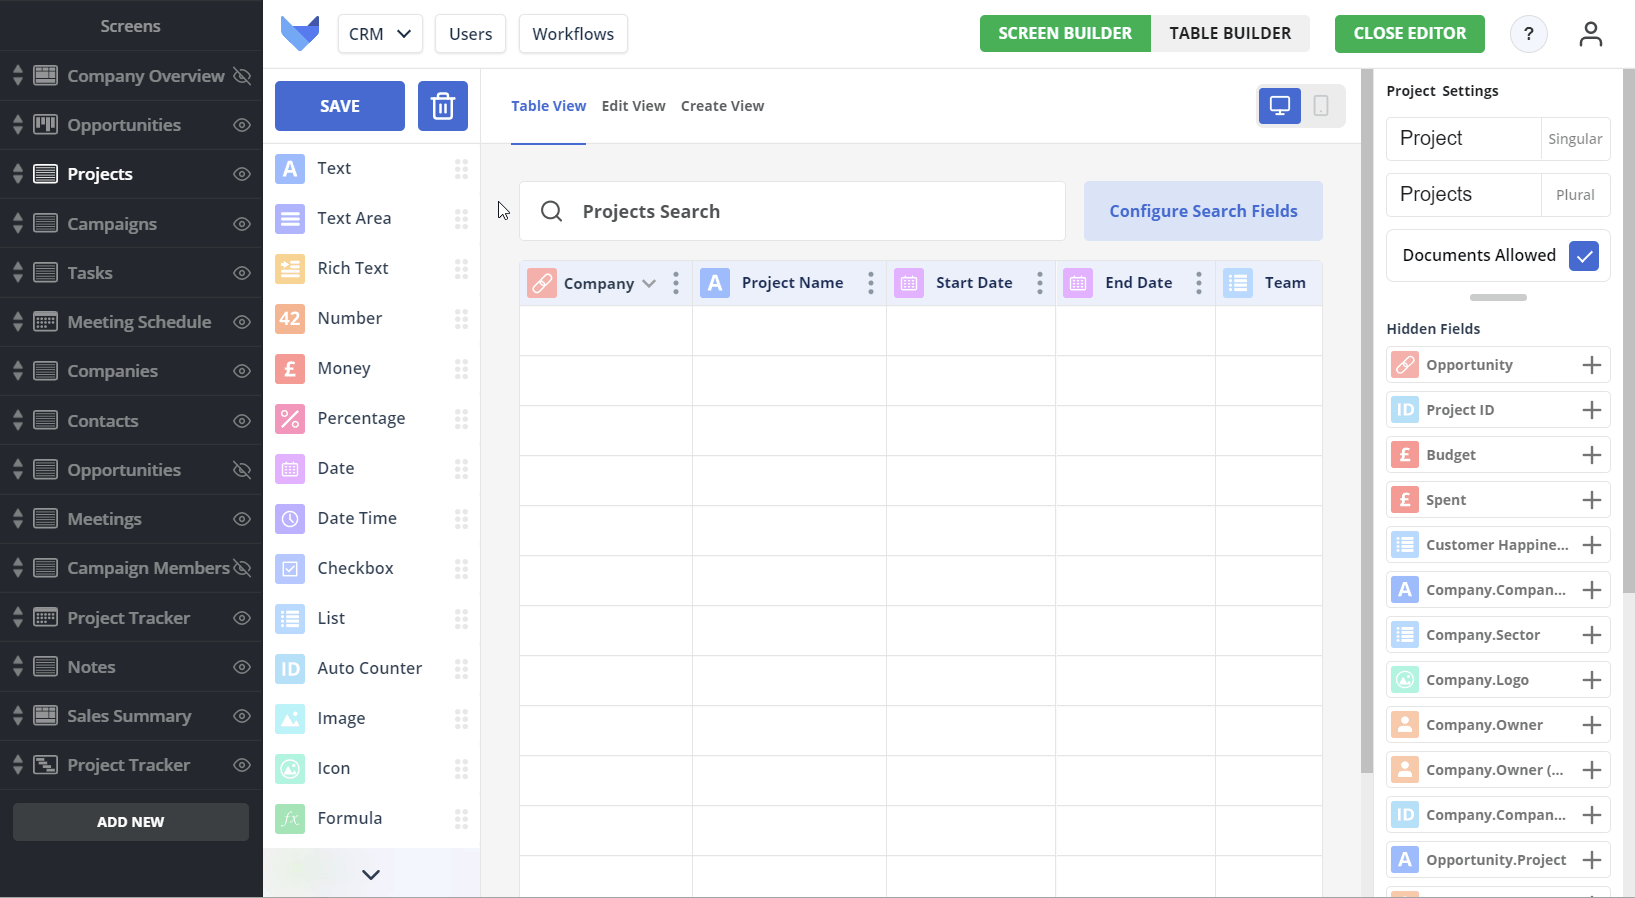 Screens
Company Overview
Opportunities
Projects
Campaigns
Tasks
Meeting Schedule
Companies
Contacts
Opportunities
Meetings
Campaign Members
Project Tracker
Notes
Sales Summary
Project Tracker
ADD NEW
CRM
Users
Workflows
SCREEN BUILDER
TABLE BUILDER
CLOSE EDITOR
?
SAVE
A Text
Text Area
Rich Text
42 Number
£ Money
% Percentage
Date
Date Time
Checkbox
List
ID Auto Counter
Image
Icon
fx Formula
Table View
Edit View
Create View
Projects Search
Configure Search Fields
Company
A Project Name
Start Date
End Date
Team
Project Settings
Project Singular
Projects Plural
Documents Allowed
Hidden Fields
Opportunity
ID Project ID
£ Budget
£ Spent
Customer Happine...
A Company.Compan...
Company.Sector
Company.Logo
Company.Owner
Company.Owner (...
ID Company.Compan...
A Opportunity.Project